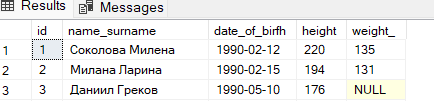 Results Messages
id name_surname date_of_birfh height weight_
1 1 Соколова Милена 1990-02-12 220 135
2 2 Милана Ларина 1990-02-15 194 131
3 3 Даниил Греков 1990-05-10 176 NULL